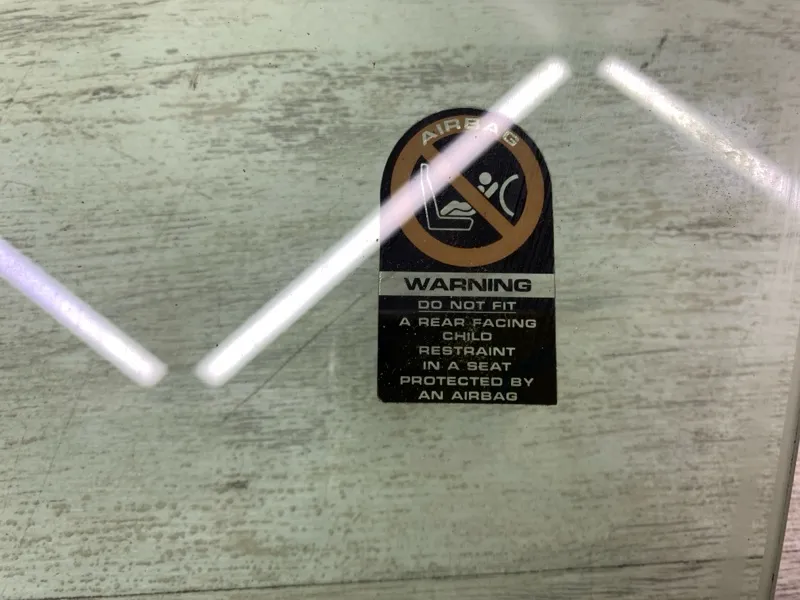 AIRBAG
WARNING
DO NOT FIT
A REAR FACING
CHILD
RESTRAINT
IN A SEAT
PROTECTED BY
AN AIRBAG